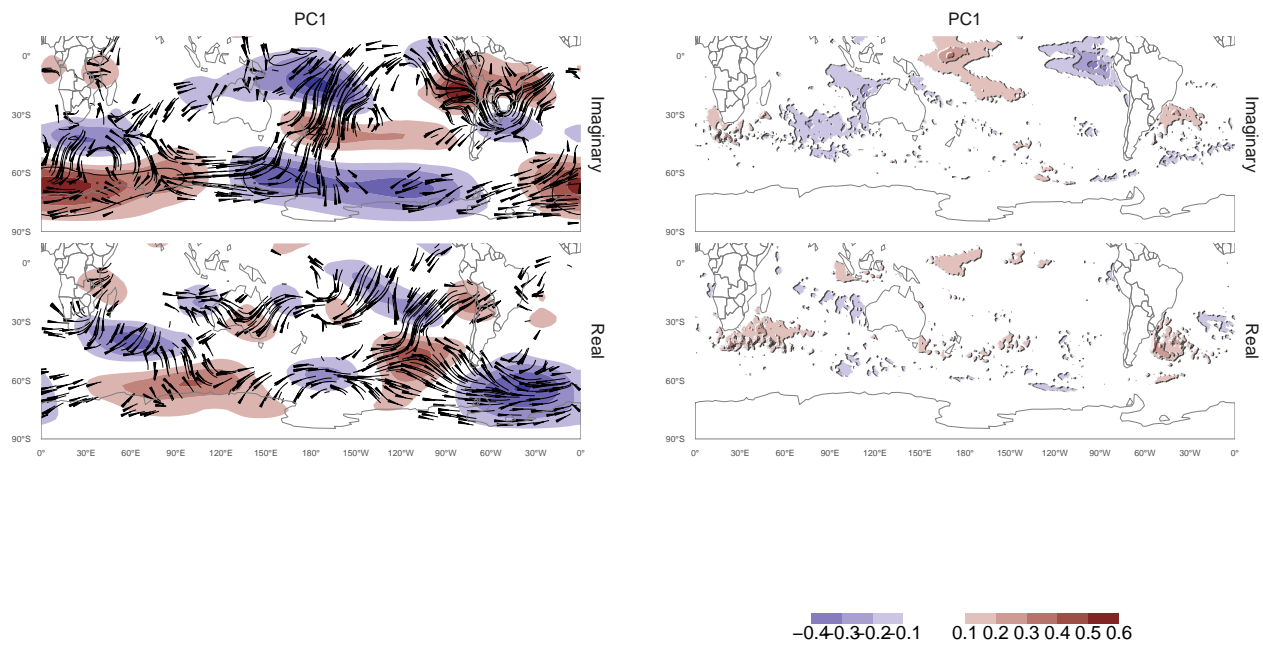 PC1 PC1
0° 0°
30°S 30°S
60°S 60°S
90°S 90°S
Imaginary Imaginary
0° 0°
30°S 30°S
60°S 60°S
90°S 90°S
Real Real
0° 30°E 60°E 90°E 120°E 150°E 180° 150°W 120°W 90°W 60°W 30°W 0° 0° 30°E 60°E 90°E 120°E 150°E 180° 150°W 120°W 90°W 60°W 30°W 0°
−0.4−0.3−0.2−0.1 0.1 0.2 0.3 0.4 0.5 0.6